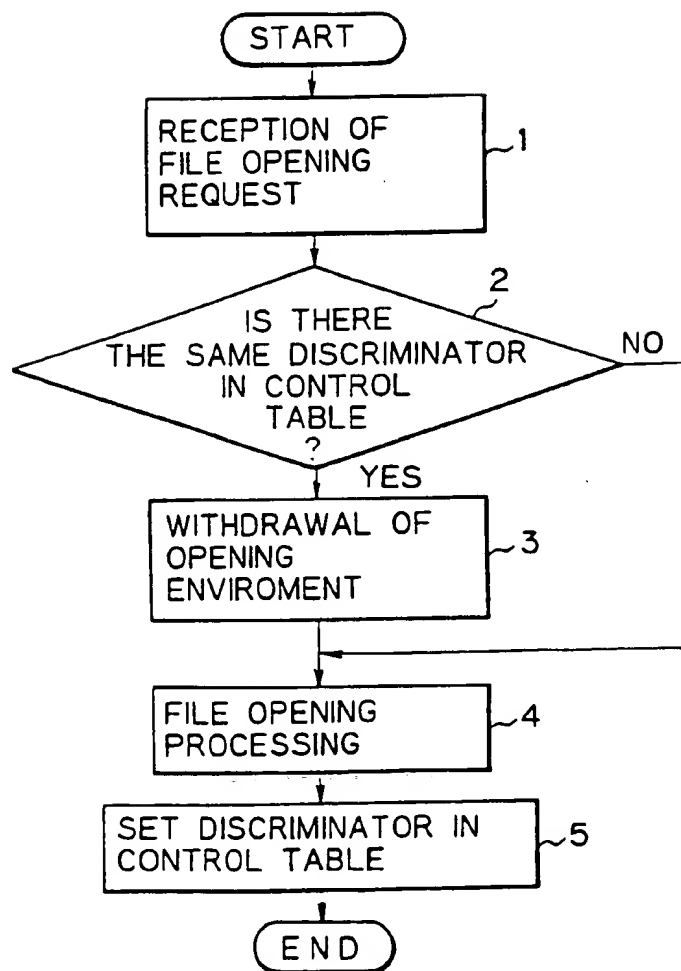 START
RECEPTION OF
FILE OPENING
REQUEST
1
2
IS THERE
THE SAME DISCRIMINATOR
IN CONTROL
TABLE
?
NO
YES
WITHDRAWAL OF
OPENING
ENVIROMENT
3
FILE OPENING
PROCESSING
4
SET DISCRIMINATOR IN
CONTROL TABLE
5
END